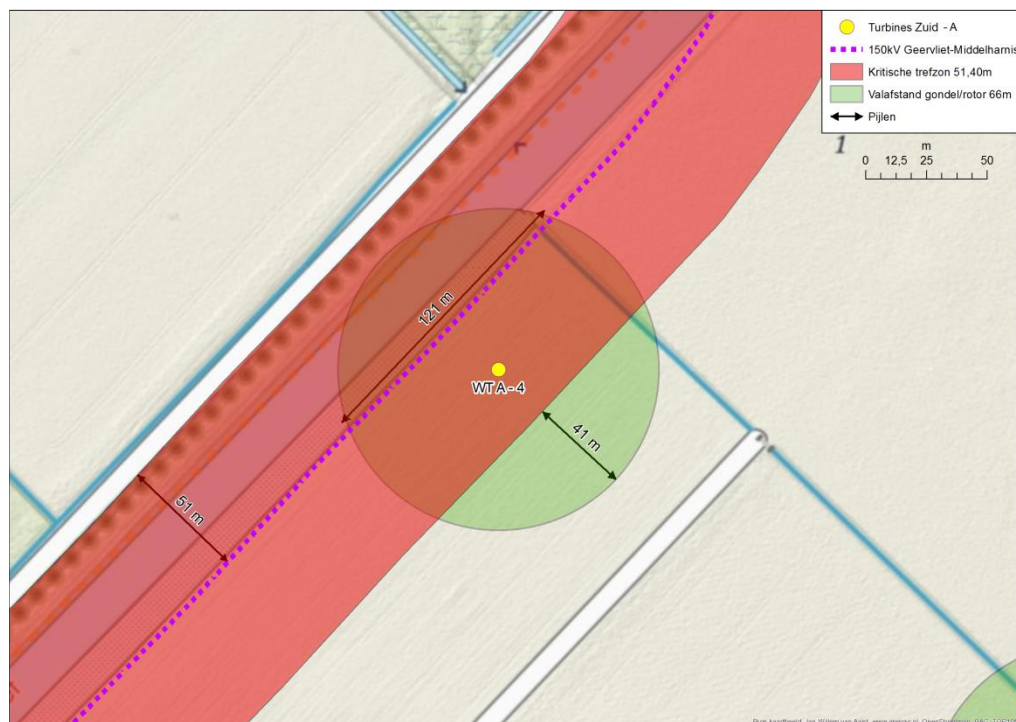 Turbines Zuid - A
150kV Geervliet-Middelharnis
Kritische trefzon 51,40m
Valafstand gondel/rotor 66m
Pijlen
1
m
0 12,5 25 50
121 m
WT A - 4
41 m
51 m